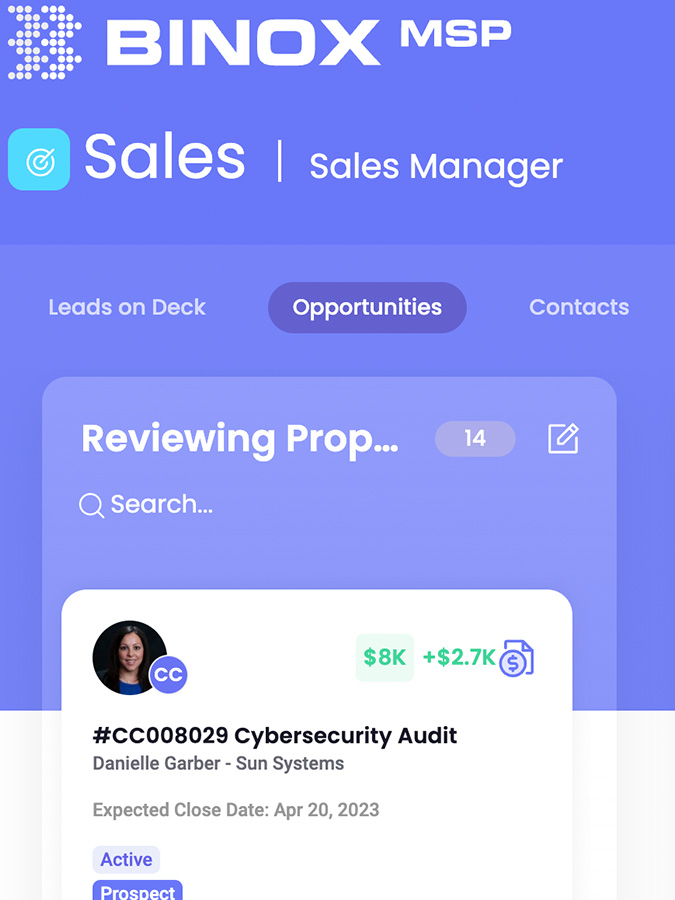 BINOX MSP
Sales | Sales Manager
Leads on Deck Opportunities Contacts
Reviewing Prop... 14
Search...
CC $8K +$2.7K
#CC008029 Cybersecurity Audit
Danielle Garber - Sun Systems
Expected Close Date: Apr 20, 2023
Active
Prospect